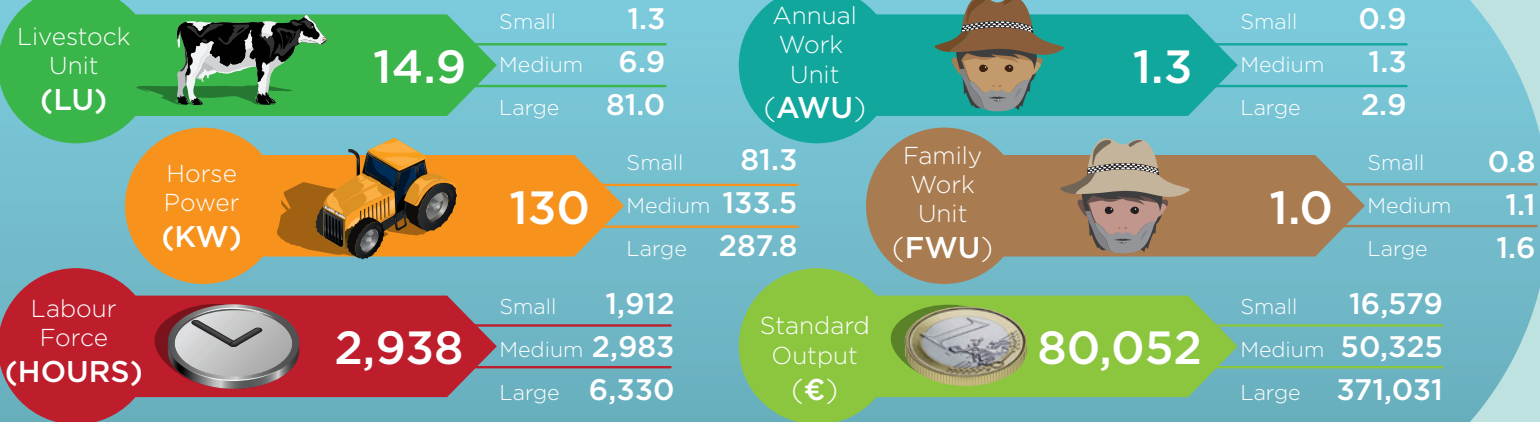 Livestock
Unit
(LU)
14.9
Small 1.3
Medium 6.9
Large 81.0
Annual
Work
Unit
(AWU)
1.3
Small 0.9
Medium 1.3
Large 2.9
Horse
Power
(KW)
130
Small 81.3
Medium 133.5
Large 287.8
Family
Work
Unit
(FWU)
1.0
Small 0.8
Medium 1.1
Large 1.6
Labour
Force
(HOURS)
2,938
Small 1,912
Medium 2,983
Large 6,330
Standard
Output
(€)
80,052
Small 16,579
Medium 50,325
Large 371,031